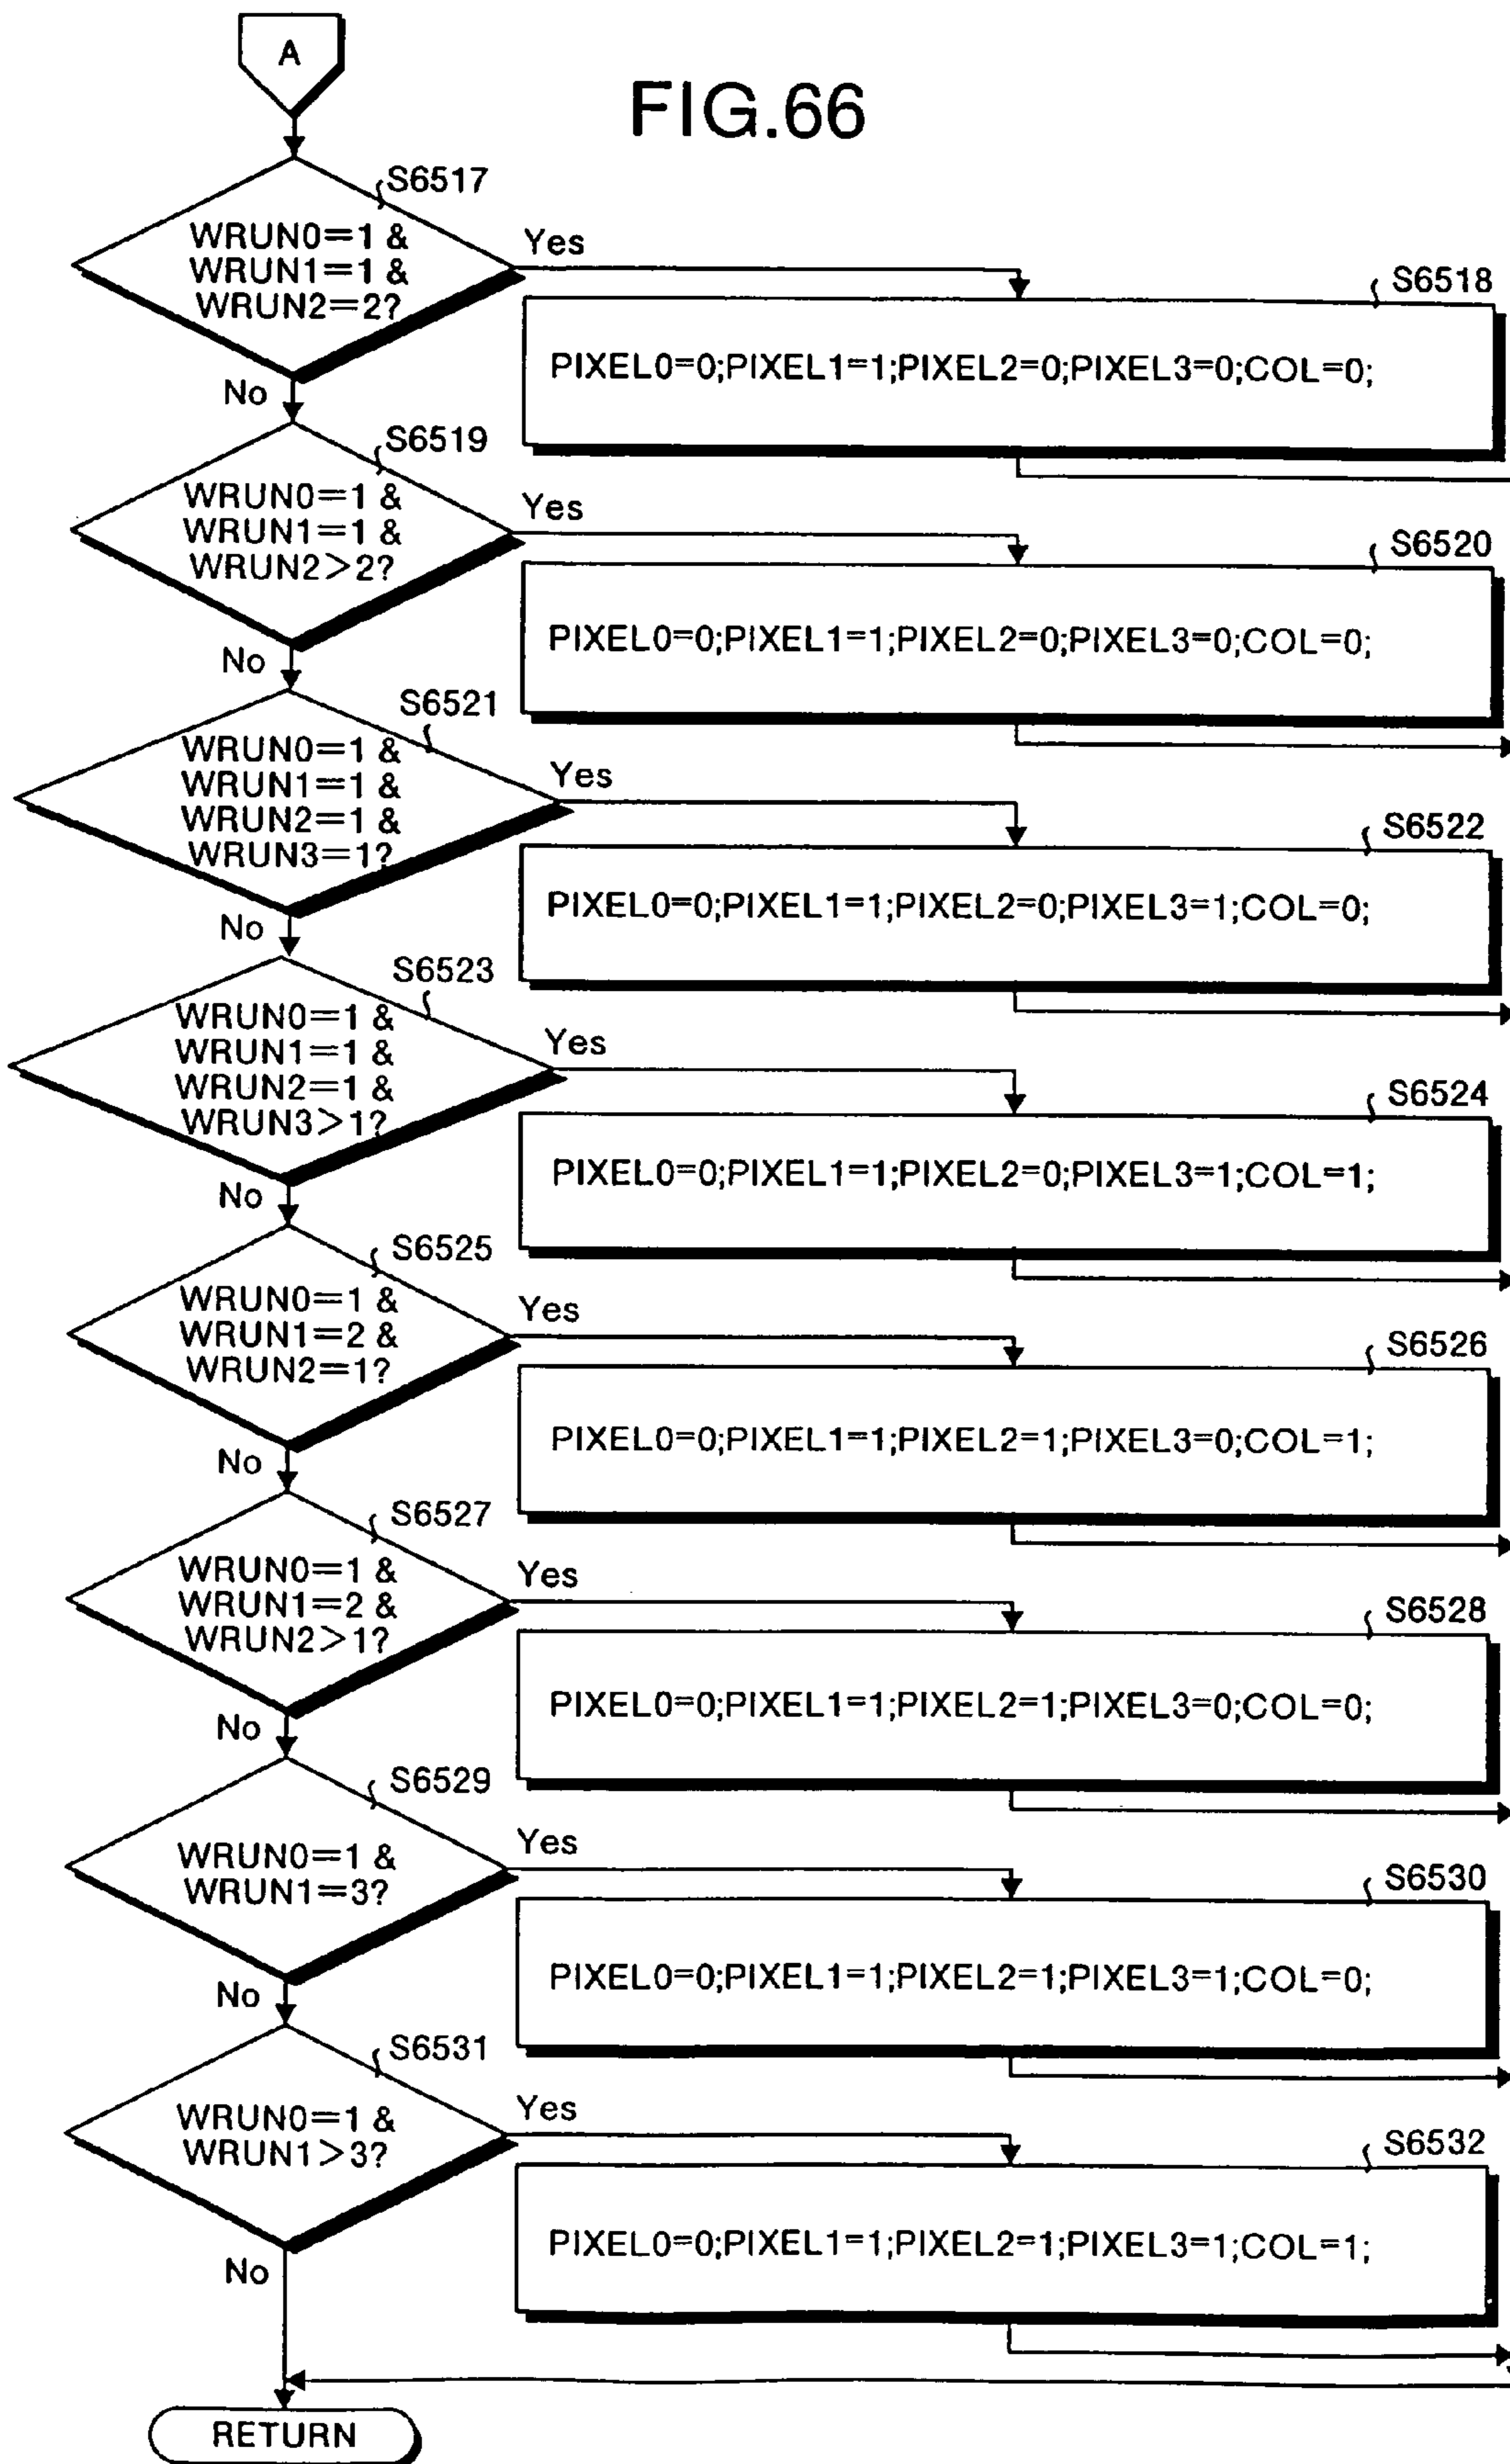 A
FIG.66
S6517
WRUN0=1 &
WRUN1=1 &
WRUN2=2?
Yes
No
S6518
PIXEL0=0;PIXEL1=1;PIXEL2=0;PIXEL3=0;COL=0;
S6519
WRUN0=1 &
WRUN1=1 &
WRUN2>2?
Yes
No
S6520
PIXEL0=0;PIXEL1=1;PIXEL2=0;PIXEL3=0;COL=0;
S6521
WRUN0=1 &
WRUN1=1 &
WRUN2=1 &
WRUN3=1?
Yes
No
S6522
PIXEL0=0;PIXEL1=1;PIXEL2=0;PIXEL3=1;COL=0;
S6523
WRUN0=1 &
WRUN1=1 &
WRUN2=1 &
WRUN3>1?
Yes
No
S6524
PIXEL0=0;PIXEL1=1;PIXEL2=0;PIXEL3=1;COL=1;
S6525
WRUN0=1 &
WRUN1=2 &
WRUN2=1?
Yes
No
S6526
PIXEL0=0;PIXEL1=1;PIXEL2=1;PIXEL3=0;COL=1;
S6527
WRUN0=1 &
WRUN1=2 &
WRUN2>1?
Yes
No
S6528
PIXEL0=0;PIXEL1=1;PIXEL2=1;PIXEL3=0;COL=0;
S6529
WRUN0=1 &
WRUN1=3?
Yes
No
S6530
PIXEL0=0;PIXEL1=1;PIXEL2=1;PIXEL3=1;COL=0;
S6531
WRUN0=1 &
WRUN1>3?
Yes
No
S6532
PIXEL0=0;PIXEL1=1;PIXEL2=1;PIXEL3=1;COL=1;
RETURN